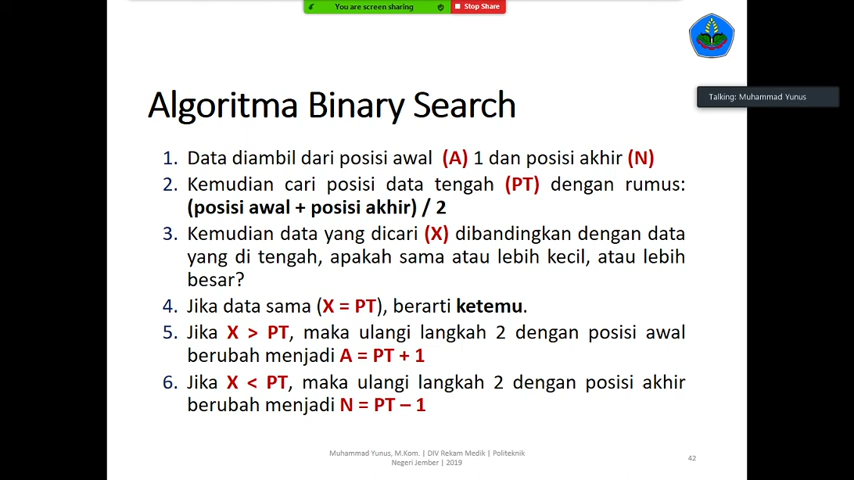 You are screen sharing
Stop Share
Talking: Muhammad Yunus
Algoritma Binary Search
1. Data diambil dari posisi awal (A) 1 dan posisi akhir (N)
2. Kemudian cari posisi data tengah (PT) dengan rumus:
(posisi awal + posisi akhir) / 2
3. Kemudian data yang dicari (X) dibandingkan dengan data
yang di tengah, apakah sama atau lebih kecil, atau lebih
besar?
4. Jika data sama (X = PT), berarti ketemu.
5. Jika X > PT, maka ulangi langkah 2 dengan posisi awal
berubah menjadi A = PT + 1
6. Jika X < PT, maka ulangi langkah 2 dengan posisi akhir
berubah menjadi N = PT – 1
Muhammad Yunus, M.Kom. | DIV Rekam Medik | Politeknik
Negeri Jember | 2019
42